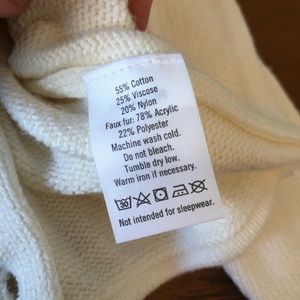 55% Cotton
25% Viscose
20% Nylon
Faux fur: 78% Acrylic
22% Polyester
Machine wash cold.
Do not bleach.
Tumble dry low.
Warm iron if necessary.
Not intended for sleepwear.